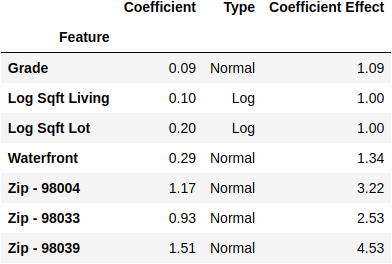 Coefficient Type Coefficient Effect
Feature
Grade 0.09 Normal 1.09
Log Sqft Living 0.10 Log 1.00
Log Sqft Lot 0.20 Log 1.00
Waterfront 0.29 Normal 1.34
Zip - 98004 1.17 Normal 3.22
Zip - 98033 0.93 Normal 2.53
Zip - 98039 1.51 Normal 4.53